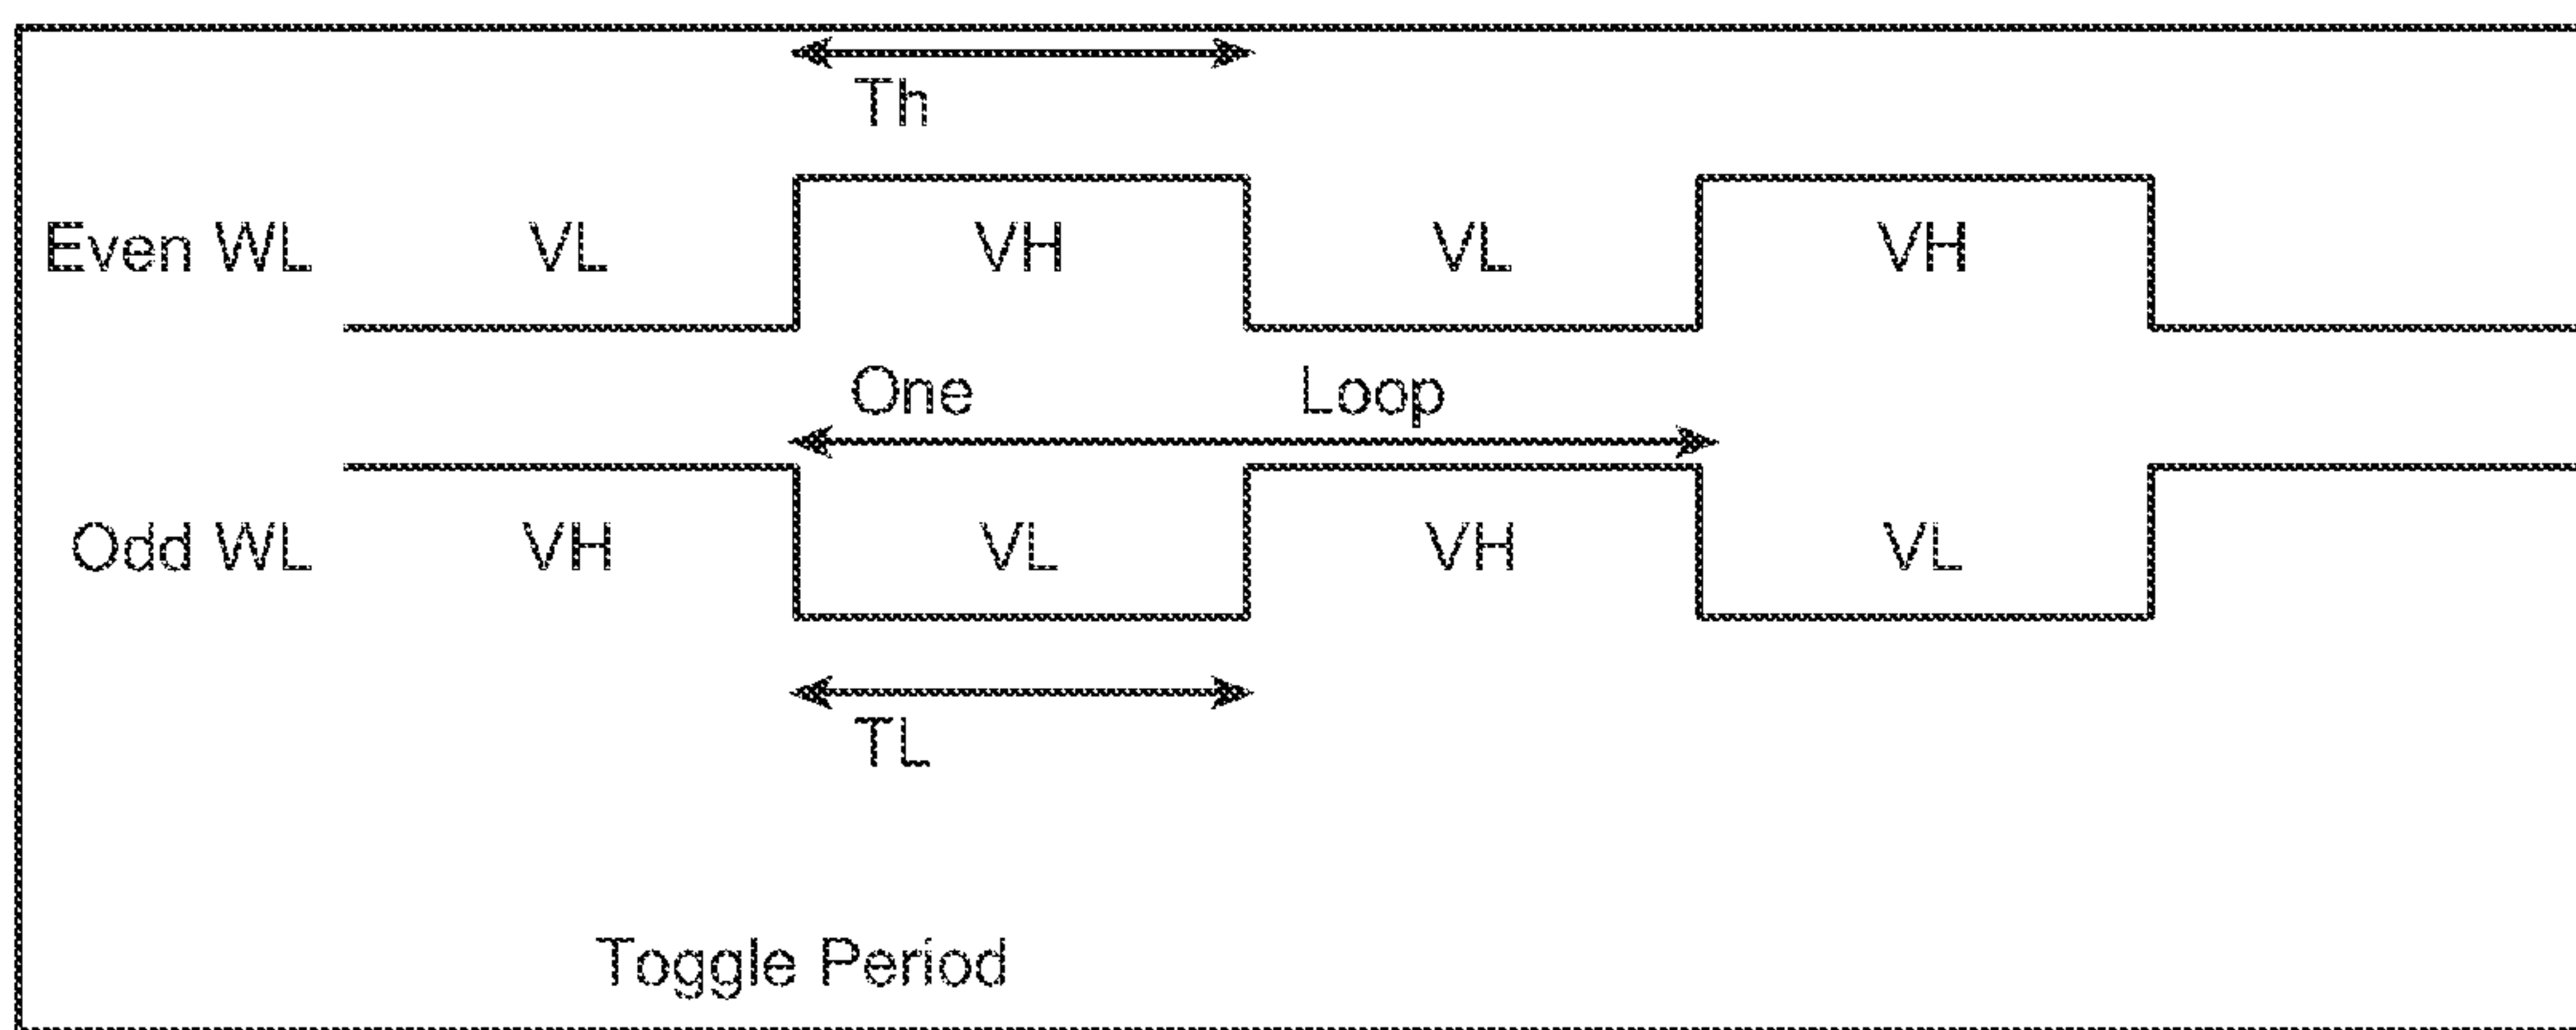 Th
Even WL VL VH VL VH
One Loop
Odd WL VH VL VH VL
TL
Toggle Period